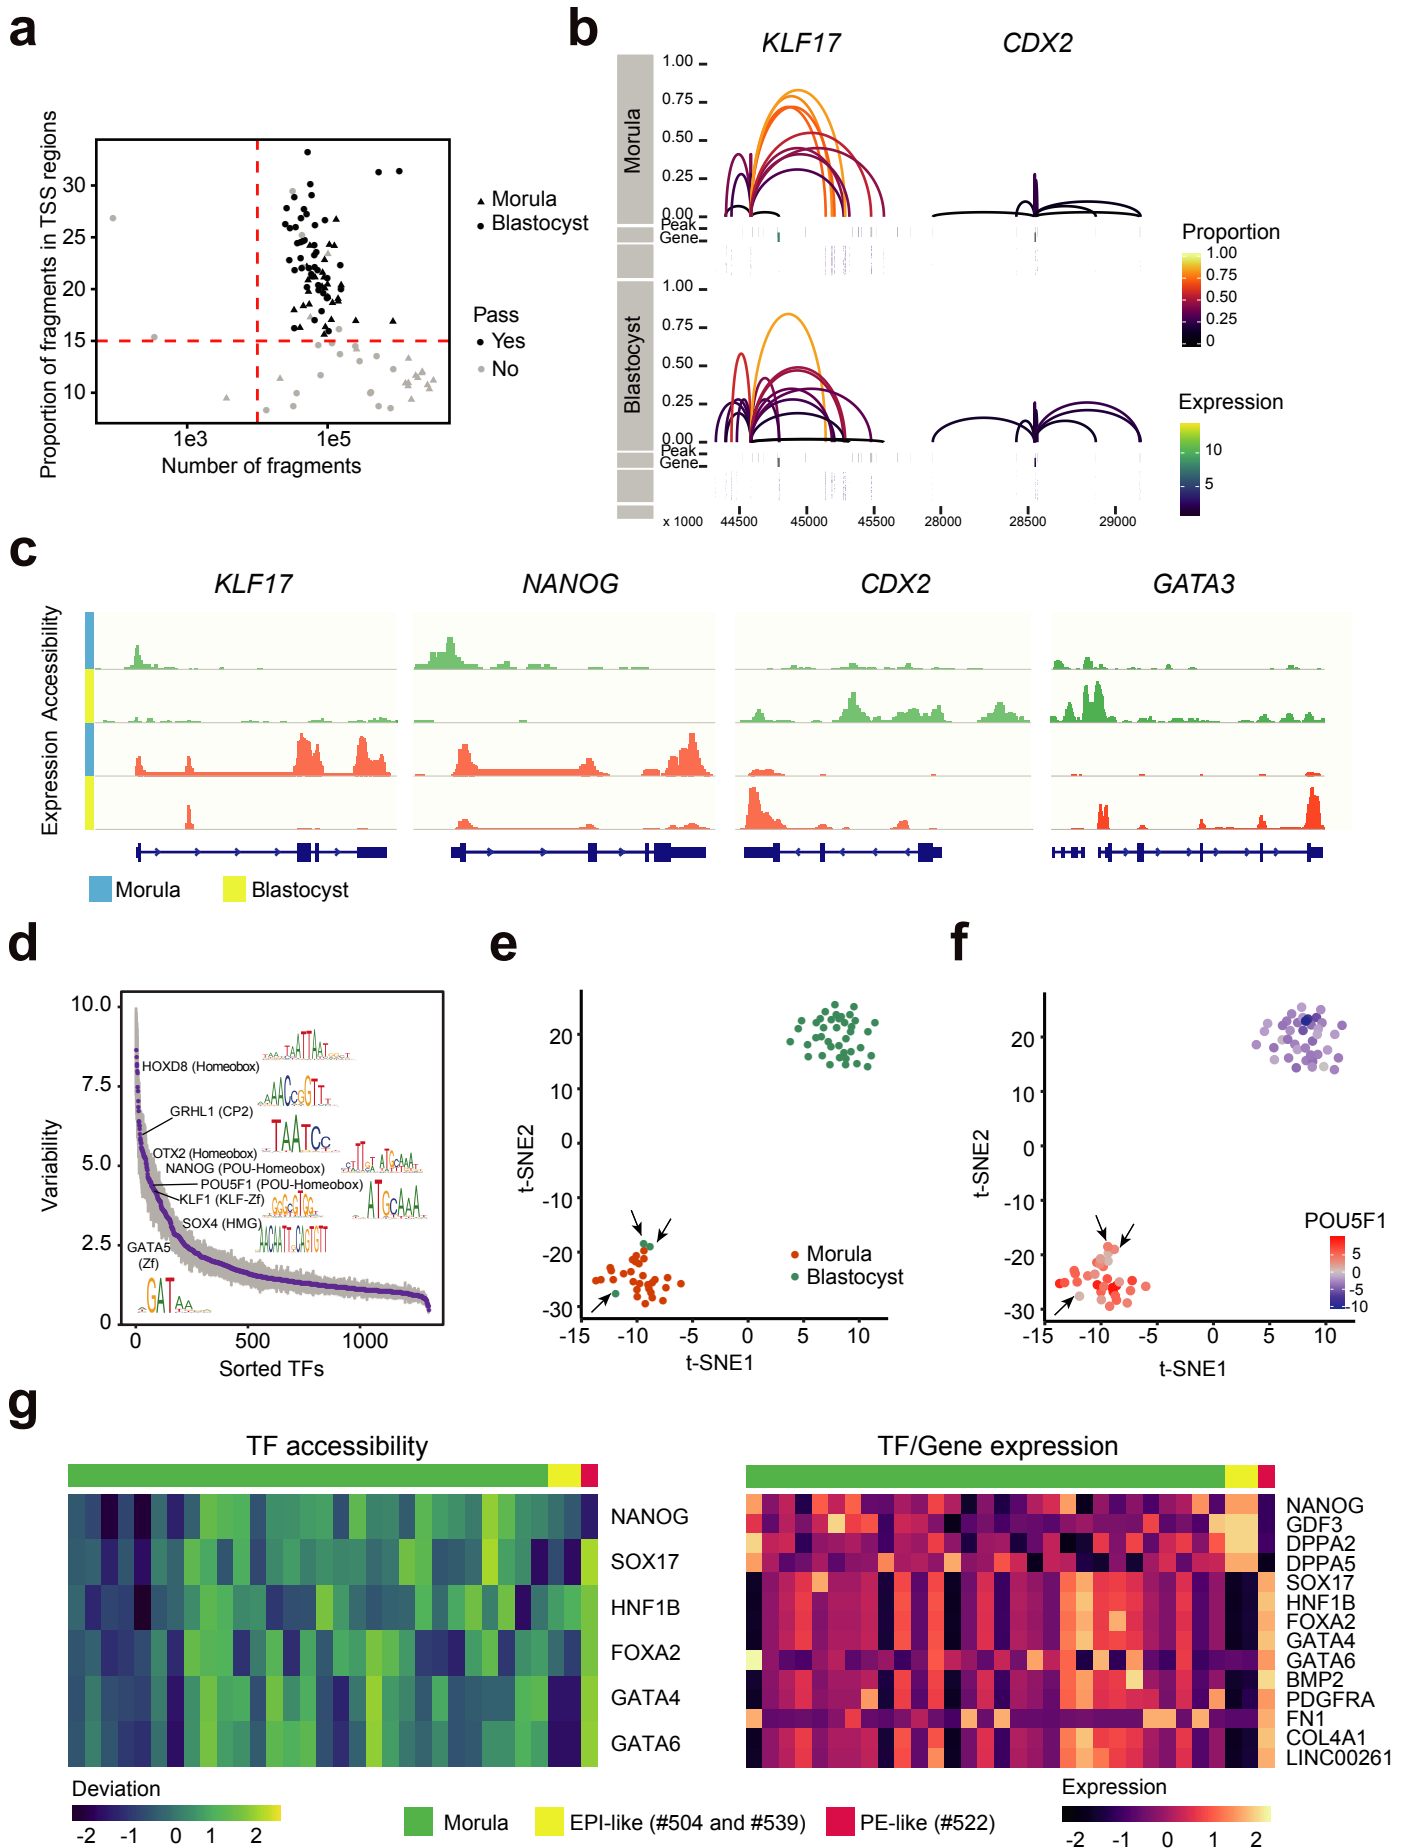 a
Proportion of fragments in TSS regions
30
25
20
15
10
1e3
1e5
Number of fragments
Morula
Blastocyst
Pass
Yes
No
b
KLF17
CDX2
Morula
1.00
0.75
0.50
0.25
0.00
Peak
Gene
Blastocyst
1.00
0.75
0.50
0.25
0.00
Peak
Gene
x 1000
44500
45000
45500
28000
28500
29000
Proportion
1.00
0.75
0.50
0.25
0
Expression
10
5
c
KLF17
NANOG
CDX2
GATA3
Expression Accessibility
Morula
Blastocyst
d
Variability
10.0
7.5
5.0
2.5
0
0
500
1000
Sorted TFs
HOXD8 (Homeobox)
GRHL1 (CP2)
OTX2 (Homeobox)
NANOG (POU-Homeobox)
POU5F1 (POU-Homeobox)
KLF1 (KLF-Zf)
SOX4 (HMG)
GATA5
(Zf)
e
t-SNE2
20
10
0
-10
-20
-30
-15
-10
-5
0
5
10
t-SNE1
Morula
Blastocyst
f
t-SNE2
20
10
0
-10
-20
-30
-15
-10
-5
0
5
10
t-SNE1
POU5F1
5
0
-5
-10
g
TF accessibility
NANOG
SOX17
HNF1B
FOXA2
GATA4
GATA6
Deviation
-2 -1 0 1 2
TF/Gene expression
NANOG
GDF3
DPPA2
DPPA5
SOX17
HNF1B
FOXA2
GATA4
GATA6
BMP2
PDGFRA
FN1
COL4A1
LINC00261
Expression
-2 -1 0 1 2
Morula
EPI-like (#504 and #539)
PE-like (#522)